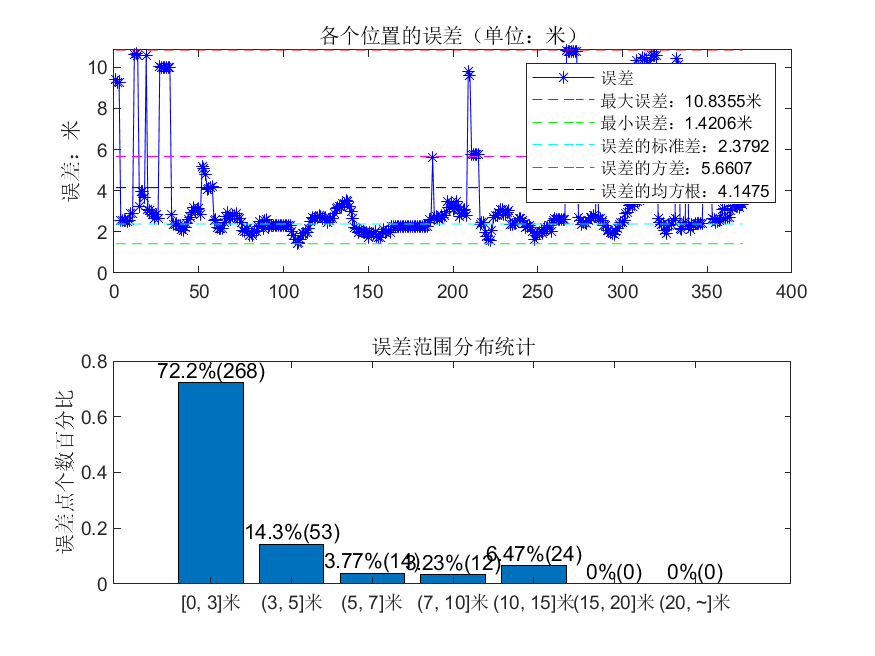 各个位置的误差（单位：米）
误差：米
10
8
6
4
2
0
0 50 100 150 200 250 300 350 400
误差
最大误差：10.8355米
最小误差：1.4206米
误差的标准差：2.3792
误差的方差：5.6607
误差的均方根：4.1475
误差范围分布统计
误差点个数百分比
0.8
0.6
0.4
0.2
0
72.2%(268)
14.3%(53)
3.77%(14)
3.23%(12)
6.47%(24)
0%(0)
0%(0)
[0, 3]米 (3, 5]米 (5, 7]米 (7, 10]米 (10, 15]米 (15, 20]米 (20, ~]米